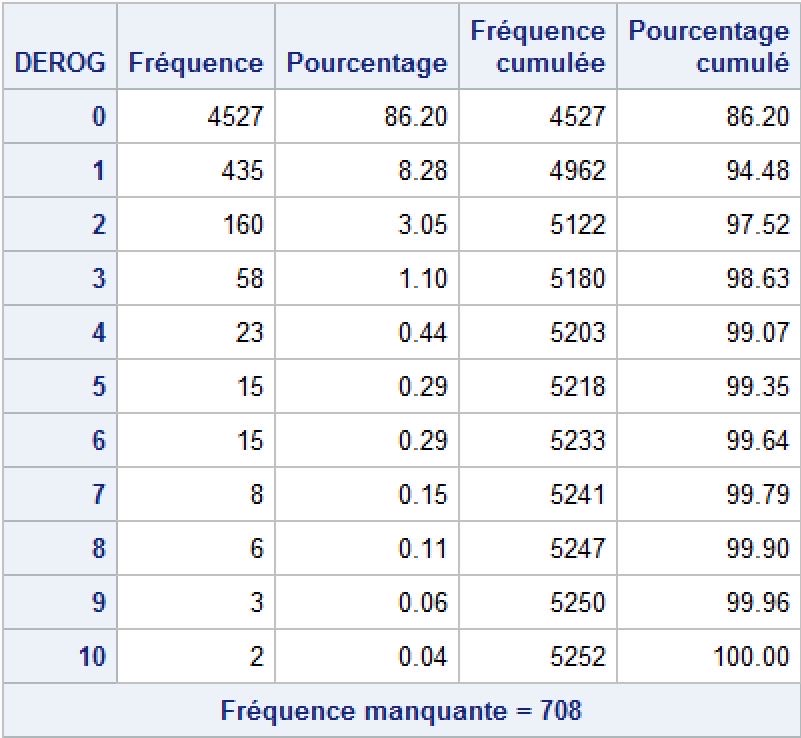 DEROG Fréquence Pourcentage Fréquence cumulée Pourcentage cumulé
0 4527 86.20 4527 86.20
1 435 8.28 4962 94.48
2 160 3.05 5122 97.52
3 58 1.10 5180 98.63
4 23 0.44 5203 99.07
5 15 0.29 5218 99.35
6 15 0.29 5233 99.64
7 8 0.15 5241 99.79
8 6 0.11 5247 99.90
9 3 0.06 5250 99.96
10 2 0.04 5252 100.00
Fréquence manquante = 708